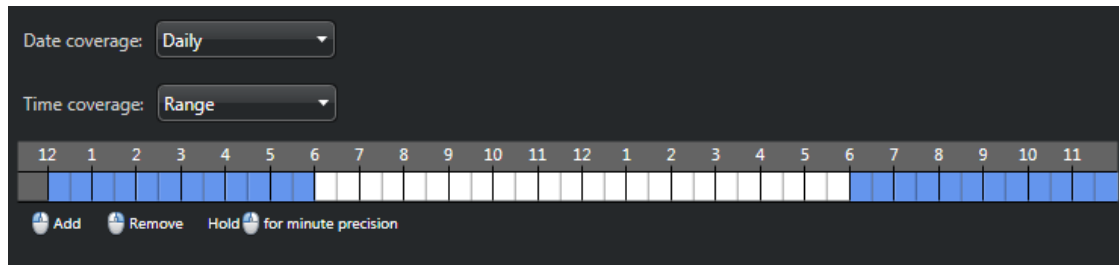 Date coverage: Daily
Time coverage: Range
12 1 2 3 4 5 6 7 8 9 10 11 12 1 2 3 4 5 6 7 8 9 10 11
Add Remove Hold for minute precision